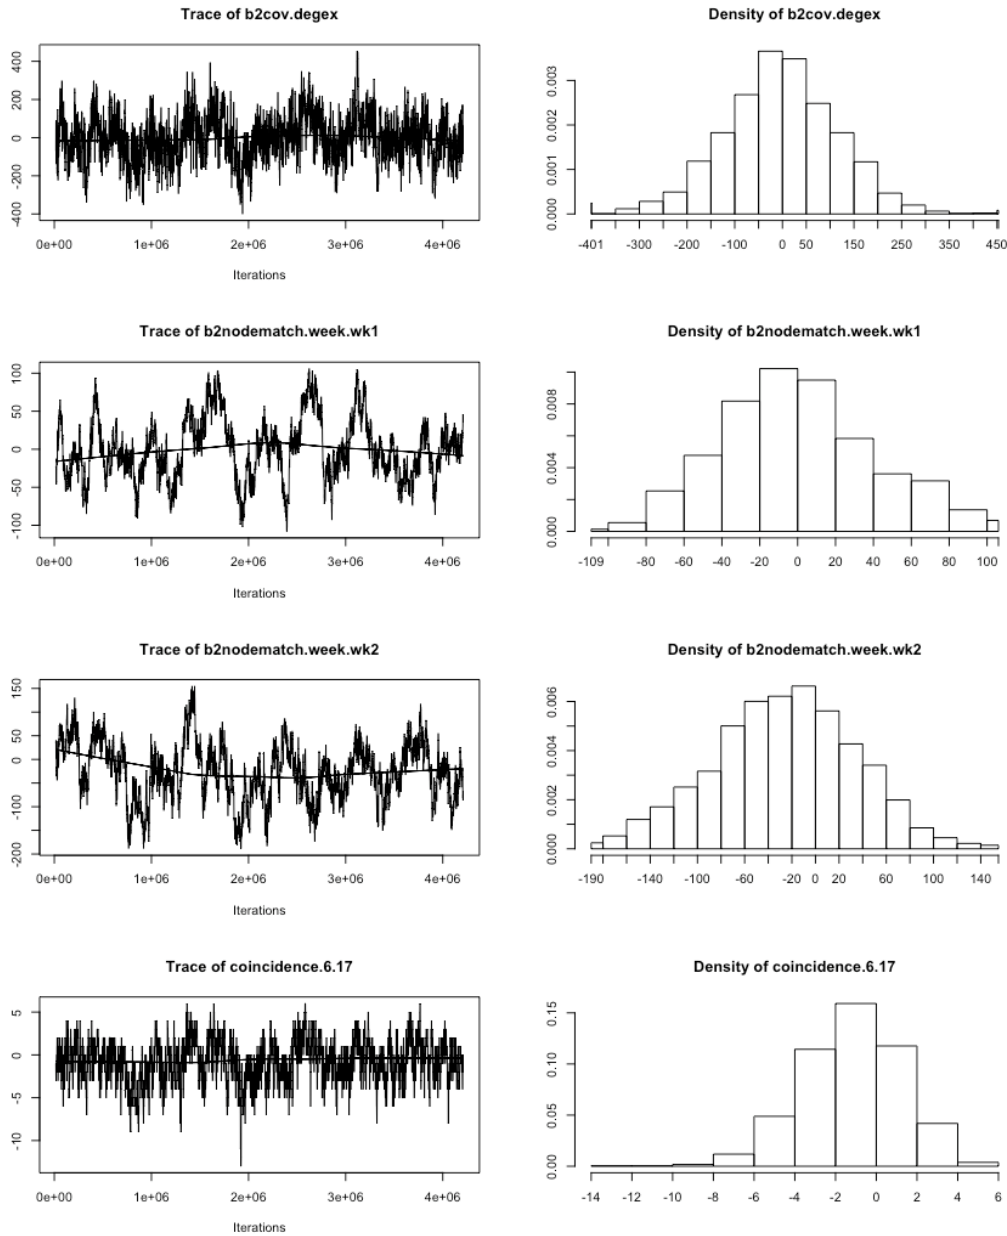 Trace of b2cov.degex
400
200
0
-200
-400
0e+00 1e+06 2e+06 3e+06 4e+06
Iterations
Density of b2cov.degex
0.003
0.002
0.001
0.000
-401 -300 -200 -100 0 50 150 250 350 450
Trace of b2nodematch.week.wk1
100
50
0
-50
-100
0e+00 1e+06 2e+06 3e+06 4e+06
Iterations
Density of b2nodematch.week.wk1
0.008
0.004
0.000
-109 -80 -60 -40 -20 0 20 40 60 80 100
Trace of b2nodematch.week.wk2
150
50
0
-100
-200
0e+00 1e+06 2e+06 3e+06 4e+06
Iterations
Density of b2nodematch.week.wk2
0.006
0.004
0.002
0.000
-190 -140 -60 -20 0 20 60 100 140
Trace of coincidence.6.17
5
0
-5
-10
0e+00 1e+06 2e+06 3e+06 4e+06
Iterations
Density of coincidence.6.17
0.15
0.10
0.05
0.00
-14 -12 -10 -8 -6 -4 -2 0 2 4 6